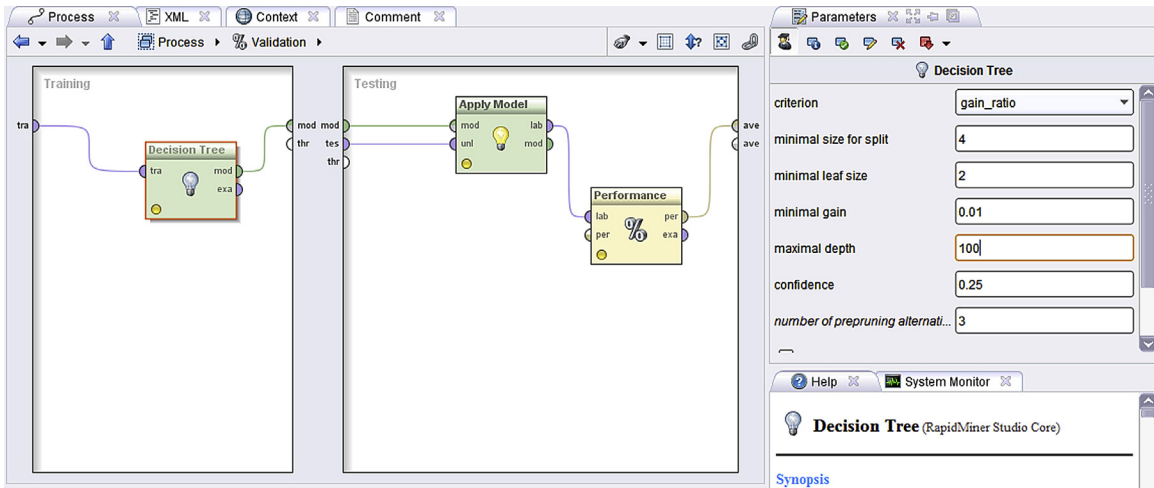 Process XML Context Comment
Process Validation
Training
tra
Decision Tree
tra mod
exa
mod
thr
Testing
mod
tes
thr
Apply Model
mod lab
unl mod
Performance
lab per
per % exa
ave
ave
Parameters
Decision Tree
criterion gain_ratio
minimal size for split 4
minimal leaf size 2
minimal gain 0.01
maximal depth 100
confidence 0.25
number of prepruning alternati... 3
Help System Monitor
Decision Tree (RapidMiner Studio Core)
Synopsis